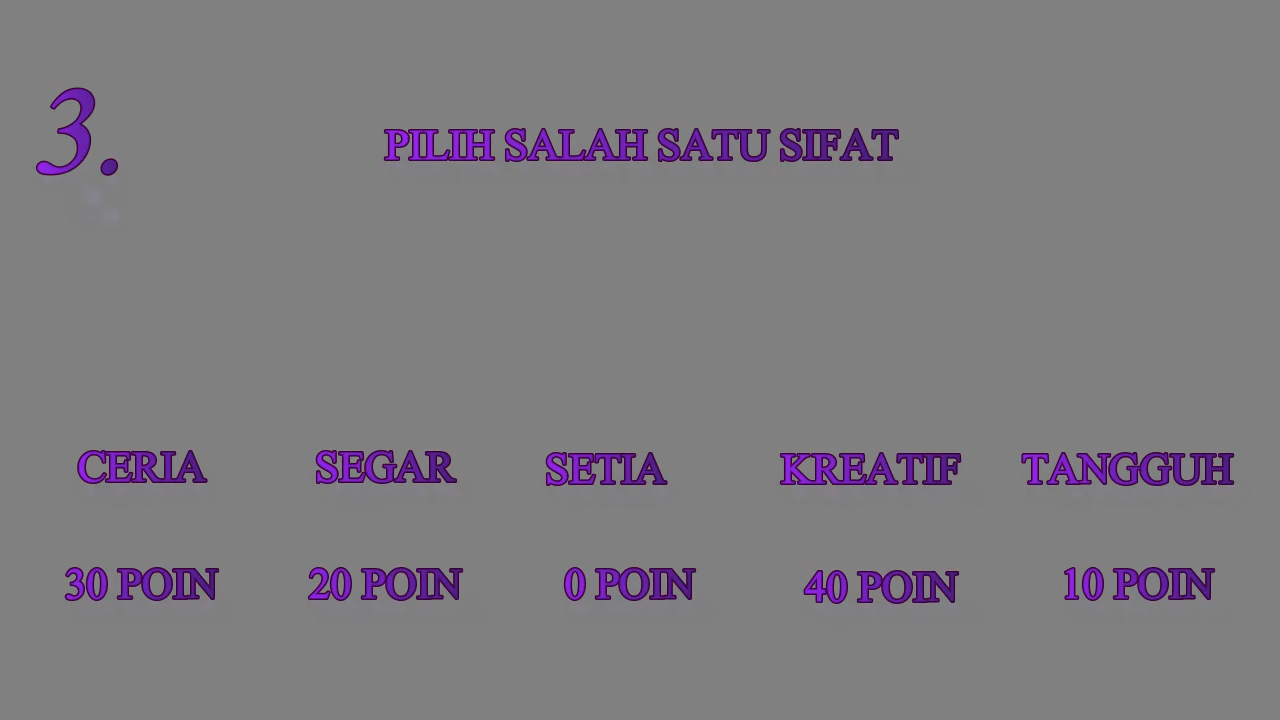 3.
PILIH SALAH SATU SIFAT
CERIA SEGAR SETIA KREATIF TANGGUH
30 POIN 20 POIN 0 POIN 40 POIN 10 POIN